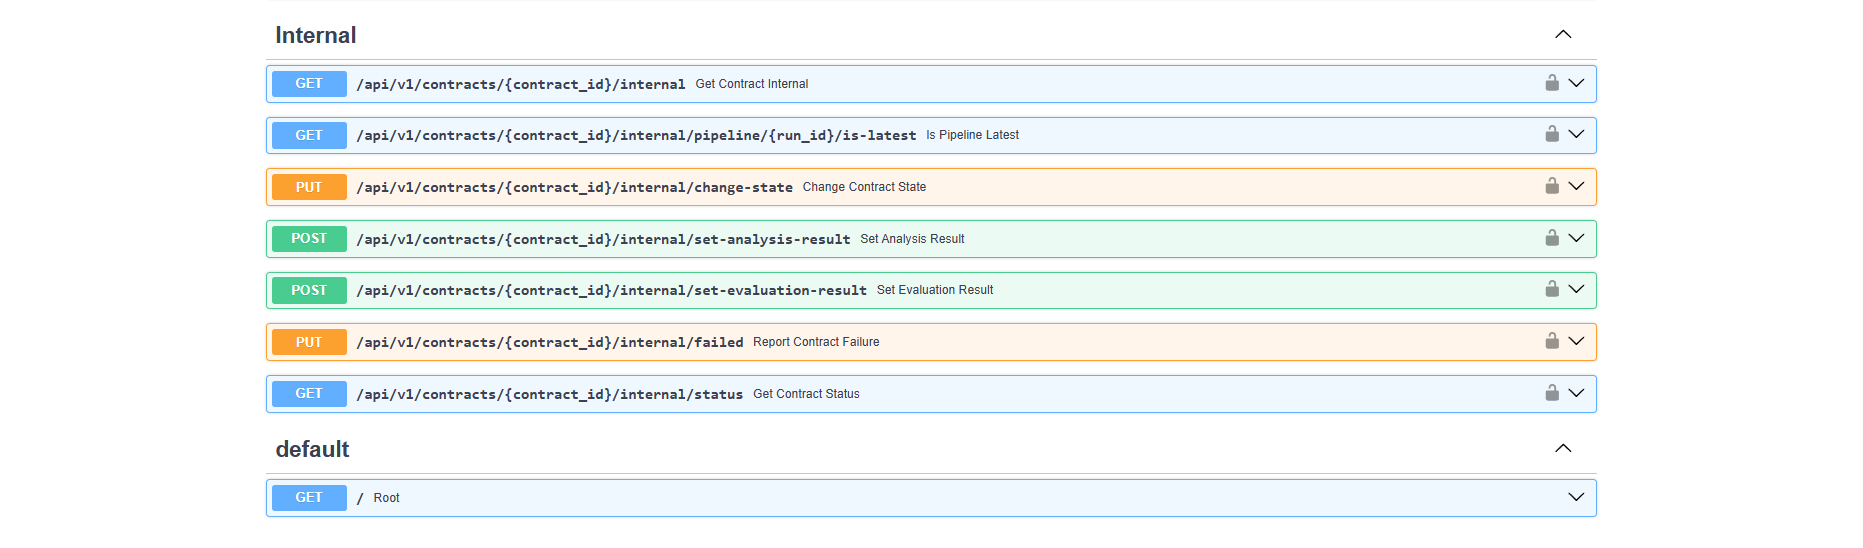 Internal
GET /api/v1/contracts/{contract_id}/internal Get Contract Internal
GET /api/v1/contracts/{contract_id}/internal/pipeline/{run_id}/is-latest Is Pipeline Latest
PUT /api/v1/contracts/{contract_id}/internal/change-state Change Contract State
POST /api/v1/contracts/{contract_id}/internal/set-analysis-result Set Analysis Result
POST /api/v1/contracts/{contract_id}/internal/set-evaluation-result Set Evaluation Result
PUT /api/v1/contracts/{contract_id}/internal/failed Report Contract Failure
GET /api/v1/contracts/{contract_id}/internal/status Get Contract Status
default
GET / Root